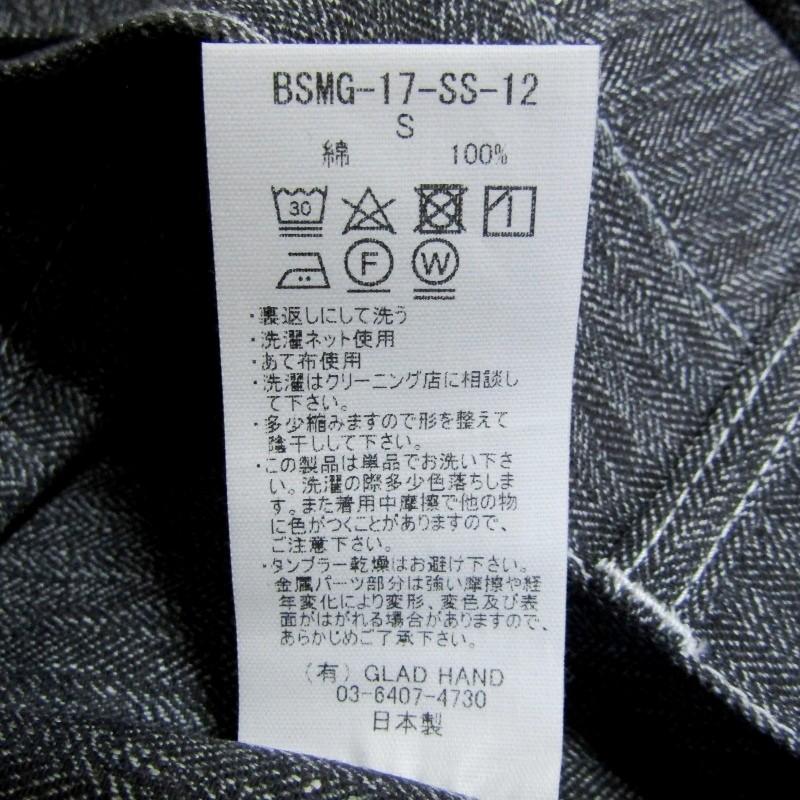 BSMG-17-SS-12
S
綿 100%
30
F W
・裏返しにして洗う
・洗濯ネット使用
・あて布使用
・洗濯はクリーニング店に相談し
て下さい。
・多少縮みますので形を整えて
陰干しして下さい。
・この製品は単品でお洗い下さ
い。洗濯の際多少色落ちしま
す。また着用中摩擦で他の物
に色がつくことがありますので、
ご注意下さい。
・タンブラー乾燥はお避け下さい。
金属パーツ部分は強い摩擦や経
年変化により変形、変色及び表
面がはがれる場合がありますので、
あらかじめご了承下さい。
(有) GLAD HAND
03-6407-4730
日本製